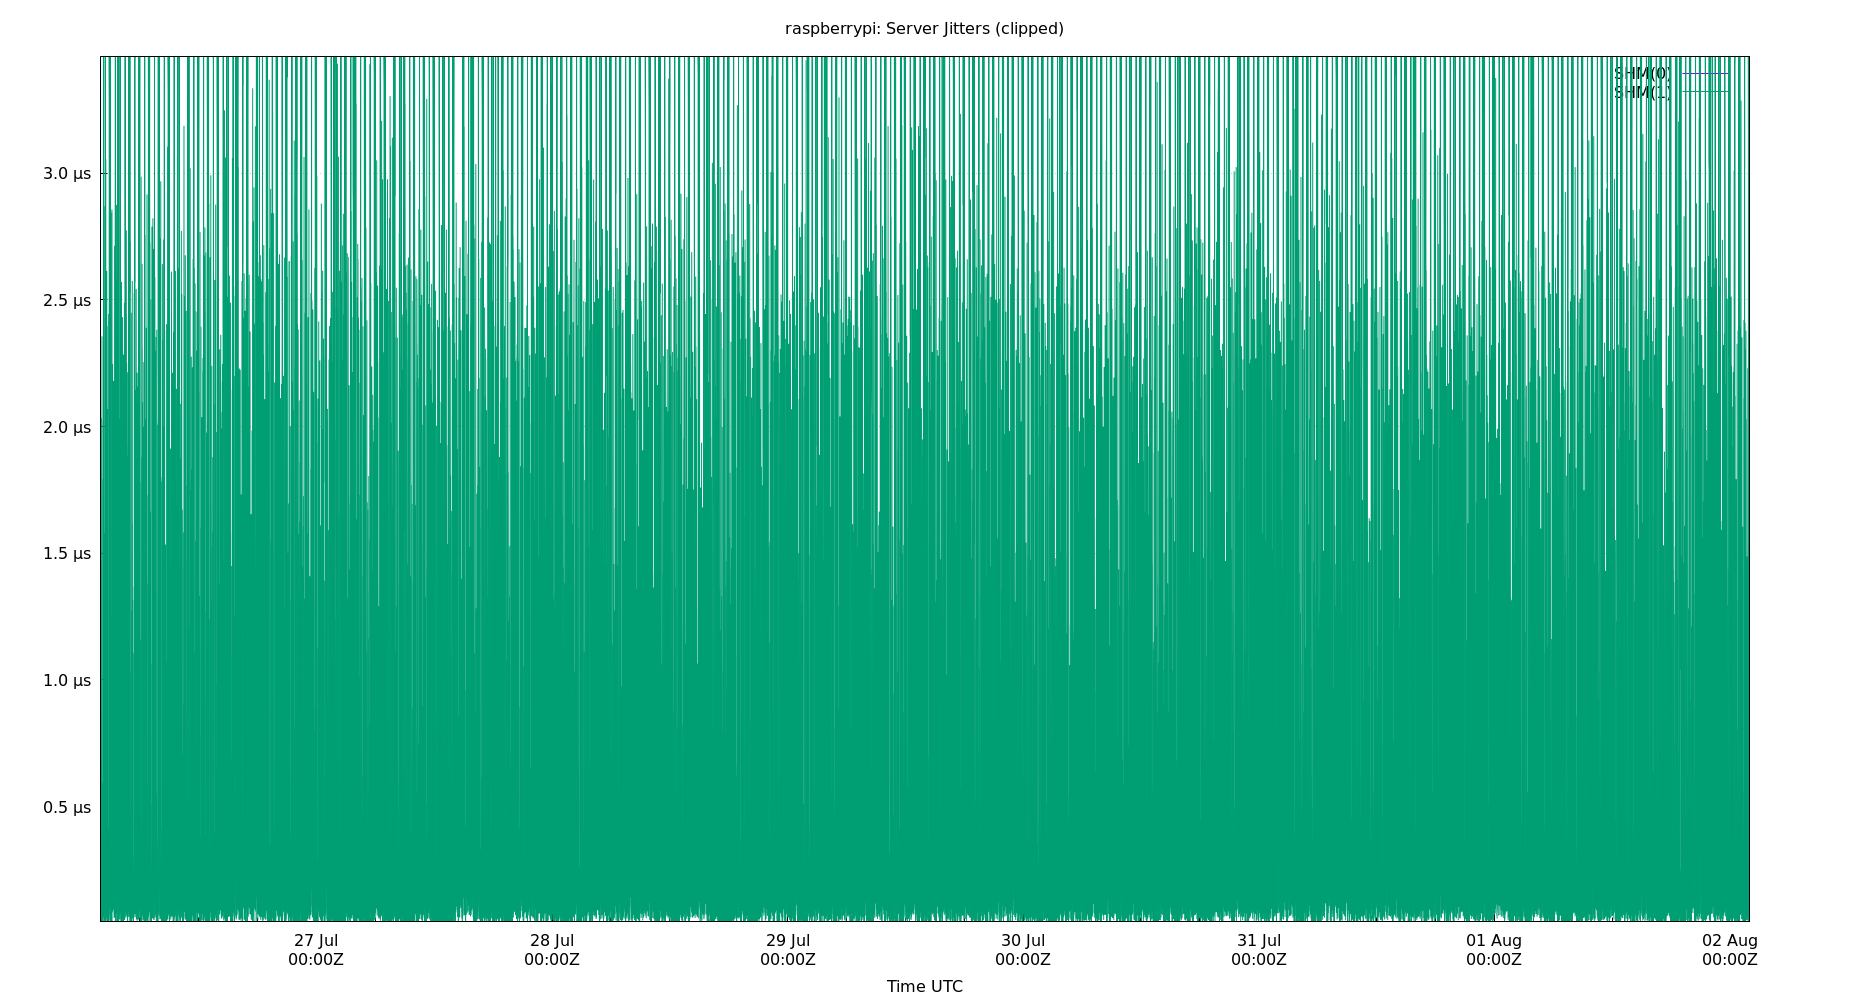 raspberrypi: Server Jitters (clipped)
SHM(0)
SHM(1)
3.0 µs
2.5 µs
2.0 µs
1.5 µs
1.0 µs
0.5 µs
27 Jul 28 Jul 29 Jul 30 Jul 31 Jul 01 Aug 02 Aug
00:00Z 00:00Z 00:00Z 00:00Z 00:00Z 00:00Z 00:00Z
Time UTC